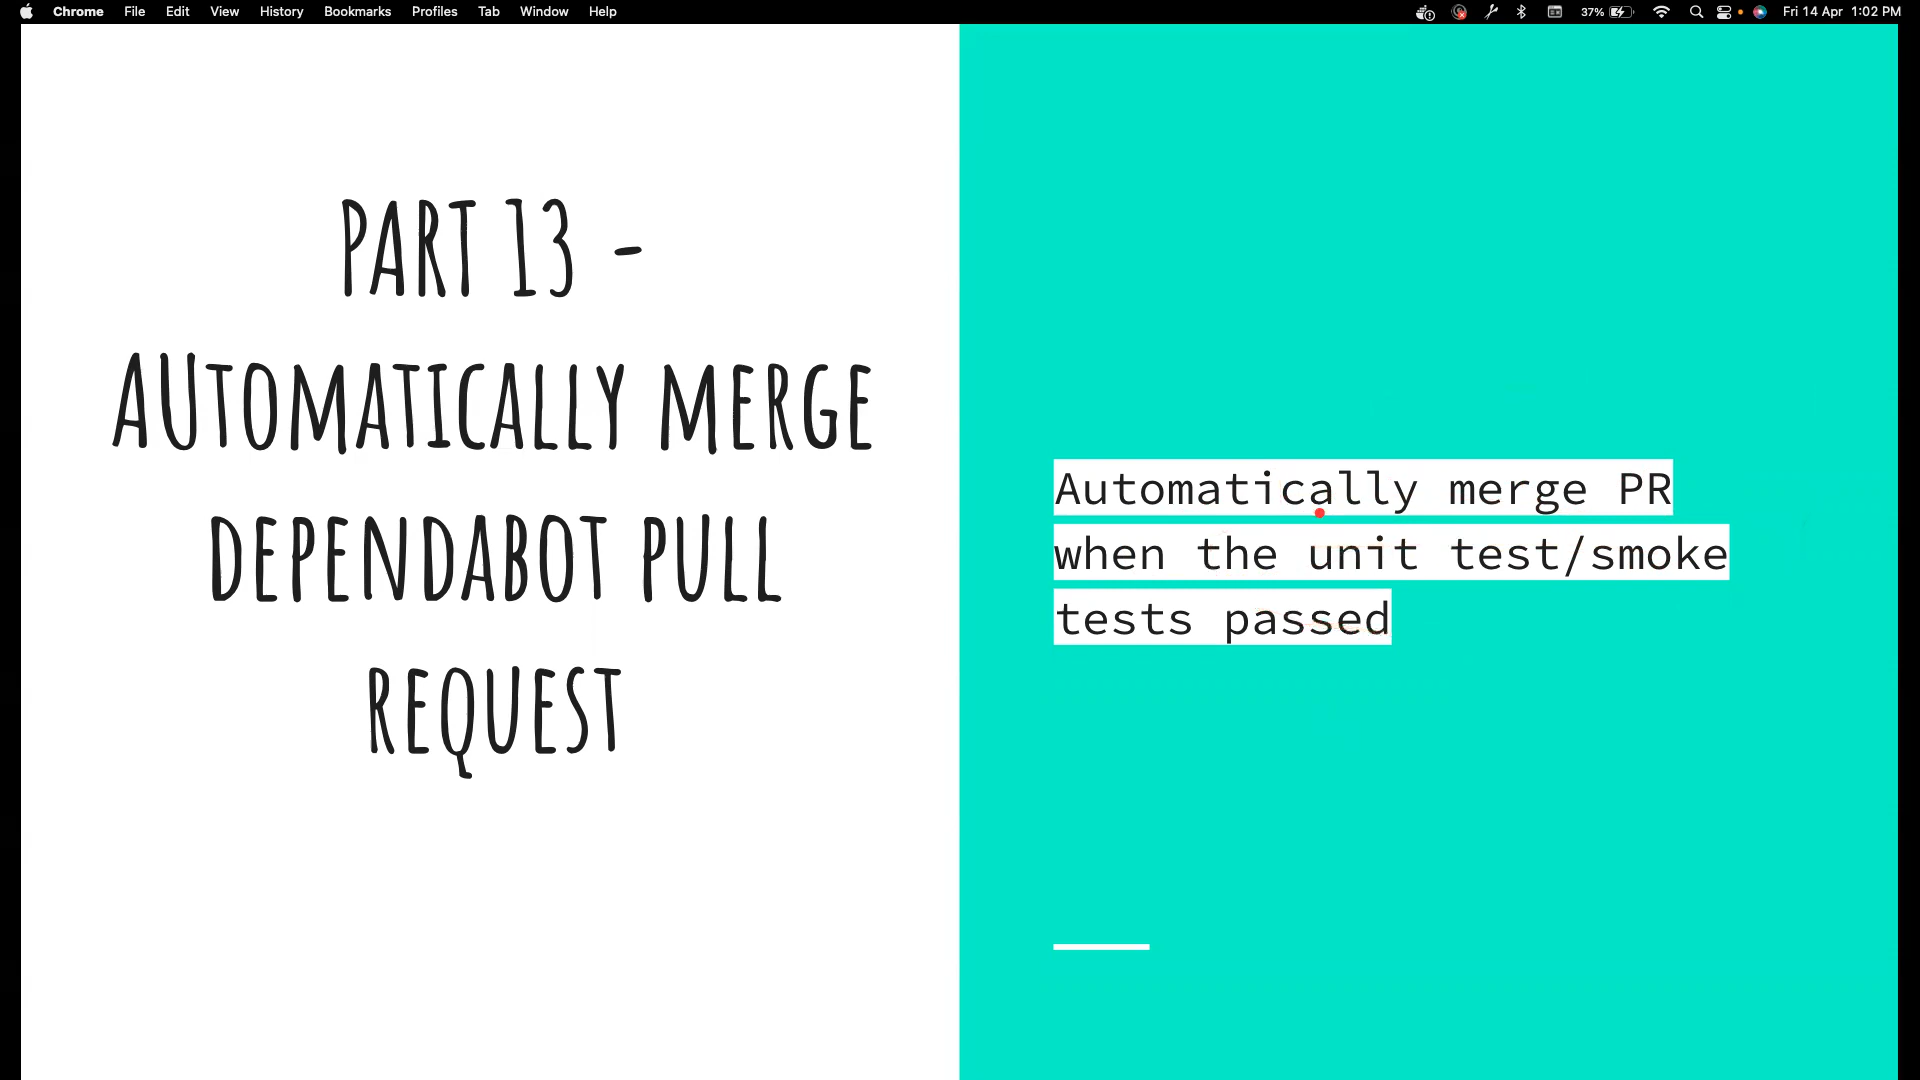 Chrome File Edit View History Bookmarks Profiles Tab Window Help 37% Fri 14 Apr 1:02 PM
PART 13 -
AUTOMATICALLY MERGE
DEPENDABOT PULL
REQUEST
Automatically merge PR
when the unit test/smoke
tests passed